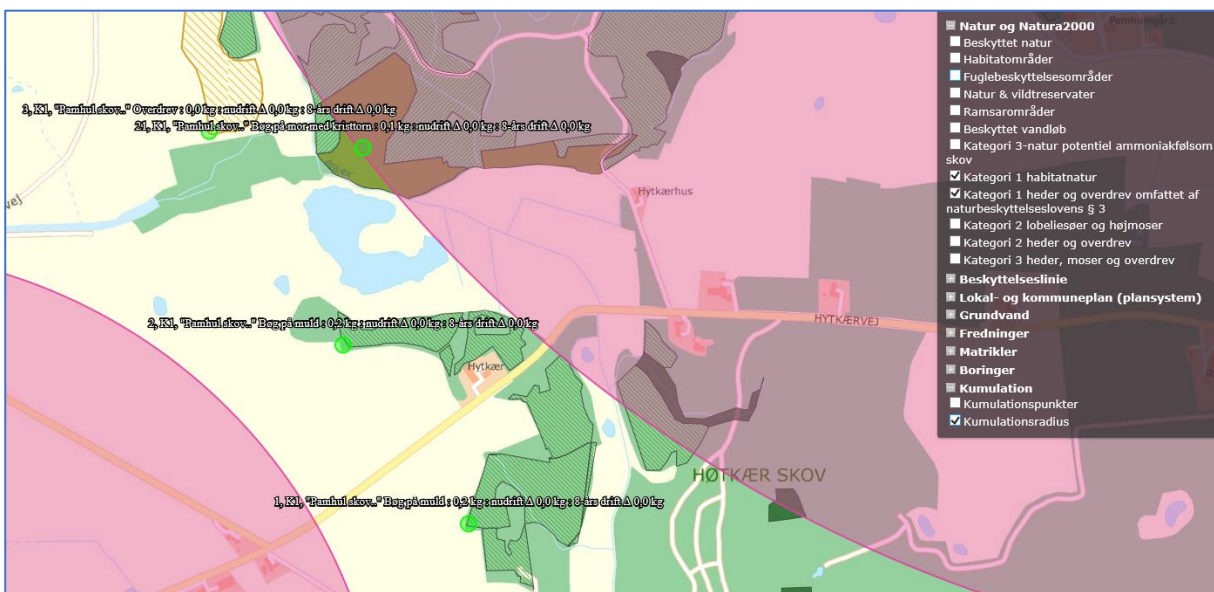 Natur og Natura2000
Beskyttet natur
Habitatområder
Fuglebeskyttelsesområder
Natur & vildtreservater
Ramsarområder
Beskyttet vandløb
Kategori 3-natur potentiel ammoniakfølsom
skov
Kategori 1 habitatnatur
Kategori 1 heder og overdrev omfattet af
naturbeskyttelseslovens § 3
Kategori 2 lobeliesøer og højmoser
Kategori 2 heder og overdrev
Kategori 3 heder, moser og overdrev
Beskyttelseslinie
Lokal- og kommuneplan (plansystem)
Grundvand
Fredninger
Matrikler
Boringer
Kumulation
Kumulationspunkter
Kumulationsradius
3, K1, "Pamhul skov.." Overdrev : 0,0 kg : nudrift Δ 0,0 kg : 8-års drift Δ 0,0 kg
21, K1, "Pamhul skov.." Bøg på mor med kristtorn : 0,1 kg : nudrift Δ 0,0 kg : 8-års drift Δ 0,0 kg
vej
Hytkærhus
2, K1, "Pamhul skov.." Bøg på muld : 0,2 kg : nudrift Δ 0,0 kg : 8-års drift Δ 0,0 kg
HYTKÆRVEJ
Hytkær
HØTKÆR SKOV
1, K1, "Pamhul skov.." Bøg på muld : 0,2 kg : nudrift Δ 0,0 kg : 8-års drift Δ 0,0 kg